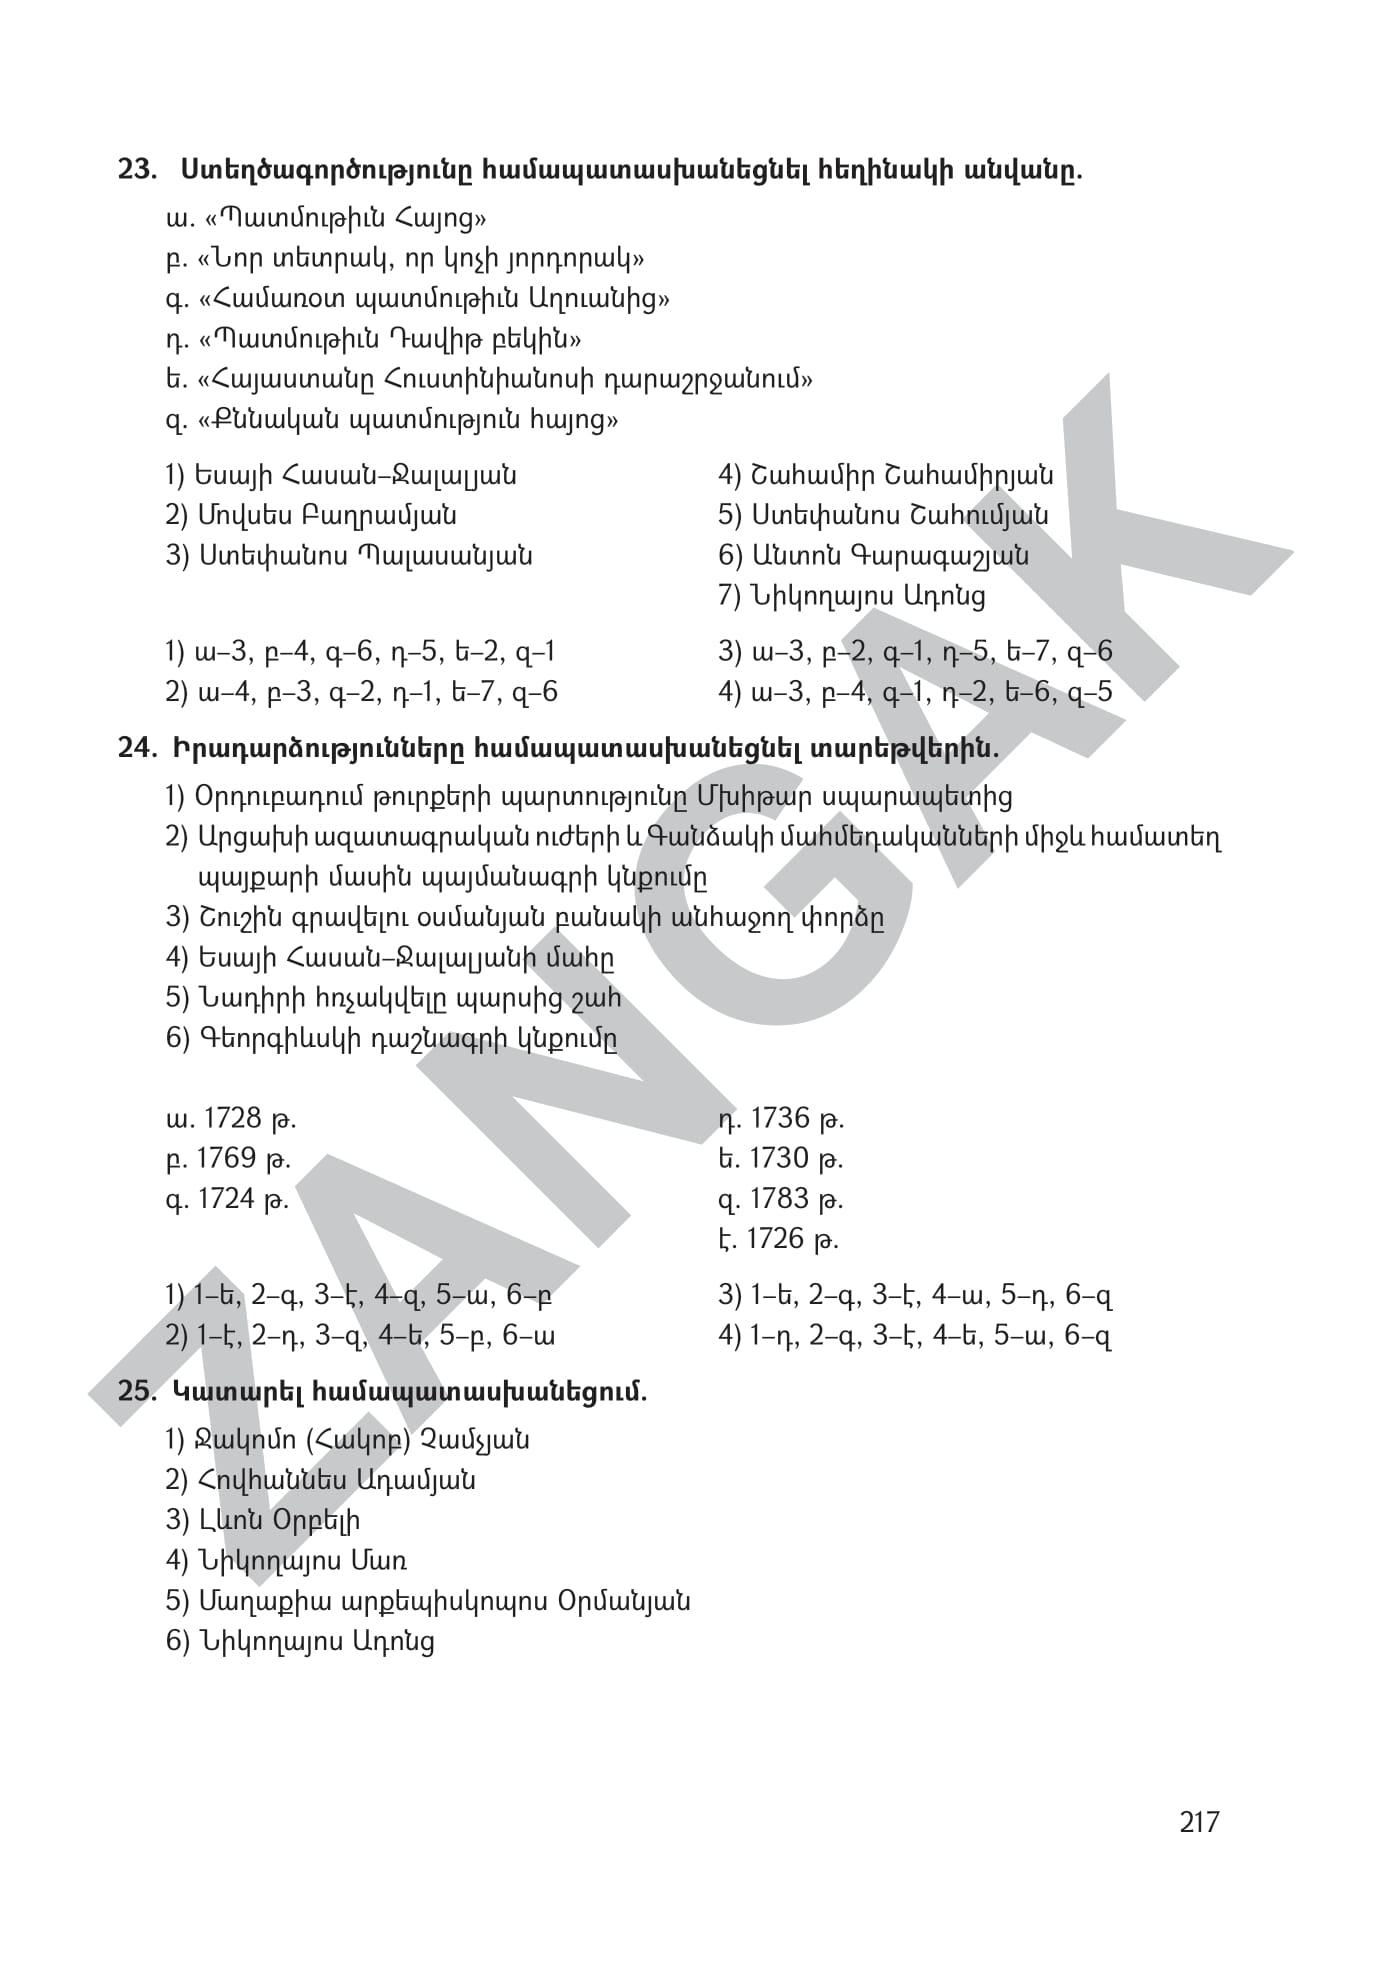 23. Ստեղծագործությունը համապատասխանեցնել հեղինակի անվանը.
ա. «Պատմութիւն Հայոց»
բ. «Նոր տետրակ, որ կոչի յորդորակ»
գ. «Համառօտ պատմութիւն Աղուանից»
դ. «Պատմութիւն Դավիթ բեկին»
ե. «Հայաստանը Հուստինիանոսի դարաշրջանում»
զ. «Քննական պատմություն հայոց»
1) Եսայի Հասան–Ջալալյան
2) Մովսես Բաղրամյան
3) Ստեփանոս Պալասանյան
4) Շահամիր Շահամիրյան
5) Ստեփանոս Շահումյան
6) Անտոն Գարագաշյան
7) Նիկողայոս Ադոնց
1) ա–3, բ–4, գ–6, դ–5, ե–2, զ–1
2) ա–4, բ–3, գ–2, դ–1, ե–7, զ–6
3) ա–3, բ–2, գ–1, դ–5, ե–7, զ–6
4) ա–3, բ–4, գ–1, դ–2, ե–6, զ–5
24. Իրադարձությունները համապատասխանեցնել տարեթվերին.
1) Օրդուբադում թուրքերի պարտությունը Մխիթար սպարապետից
2) Արցախի ազատագրական ուժերի և Գանձակի մահմեդականների միջև համատեղ
պայքարի մասին պայմանագրի կնքումը
3) Շուշին գրավելու օսմանյան բանակի անհաջող փորձը
4) Եսայի Հասան–Ջալալյանի մահը
5) Նադիրի հռչակվելը պարսից շահ
6) Գեորգիևսկի դաշնագրի կնքումը
ա. 1728 թ.
բ. 1769 թ.
գ. 1724 թ.
դ. 1736 թ.
ե. 1730 թ.
զ. 1783 թ.
է. 1726 թ.
1) 1–ե, 2–գ, 3–է, 4–զ, 5–ա, 6–բ
2) 1–է, 2–դ, 3–զ, 4–ե, 5–բ, 6–ա
3) 1–ե, 2–գ, 3–է, 4–ա, 5–դ, 6–զ
4) 1–դ, 2–գ, 3–է, 4–ե, 5–ա, 6–զ
25. Կատարել համապատասխանեցում.
1) Ջակոմո (Հակոբ) Չամչյան
2) Հովհաննես Ադամյան
3) Լևոն Օրբելի
4) Նիկողայոս Մառ
5) Մաղաքիա արքեպիսկոպոս Օրմանյան
6) Նիկողայոս Ադոնց
217
ZANGAK